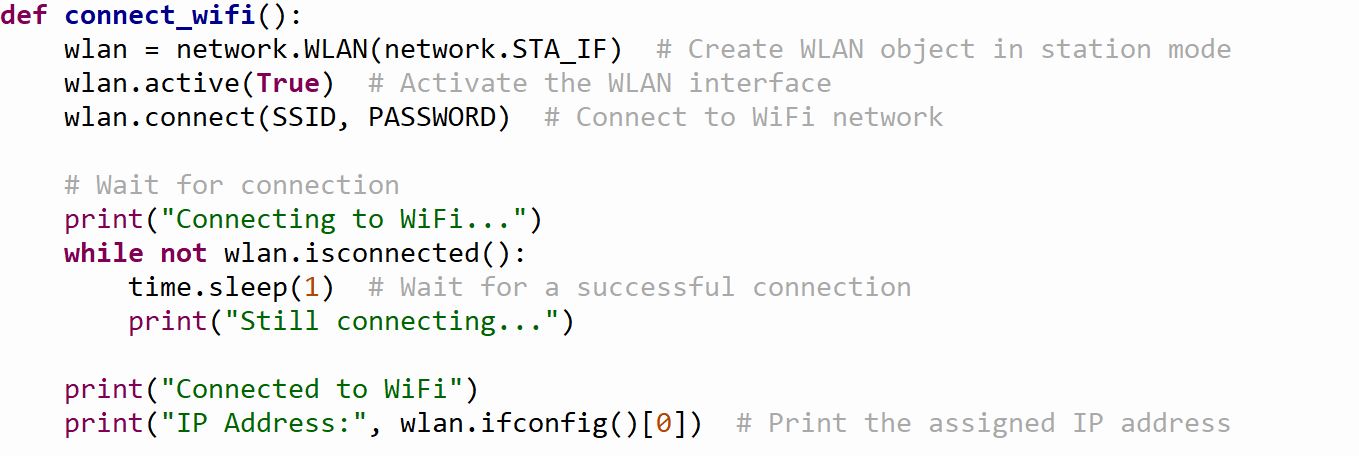 def connect_wifi():
    wlan = network.WLAN(network.STA_IF)  # Create WLAN object in station mode
    wlan.active(True)  # Activate the WLAN interface
    wlan.connect(SSID, PASSWORD)  # Connect to WiFi network

    # Wait for connection
    print("Connecting to WiFi...")
    while not wlan.isconnected():
        time.sleep(1)  # Wait for a successful connection
        print("Still connecting...")

    print("Connected to WiFi")
    print("IP Address:", wlan.ifconfig()[0])  # Print the assigned IP address